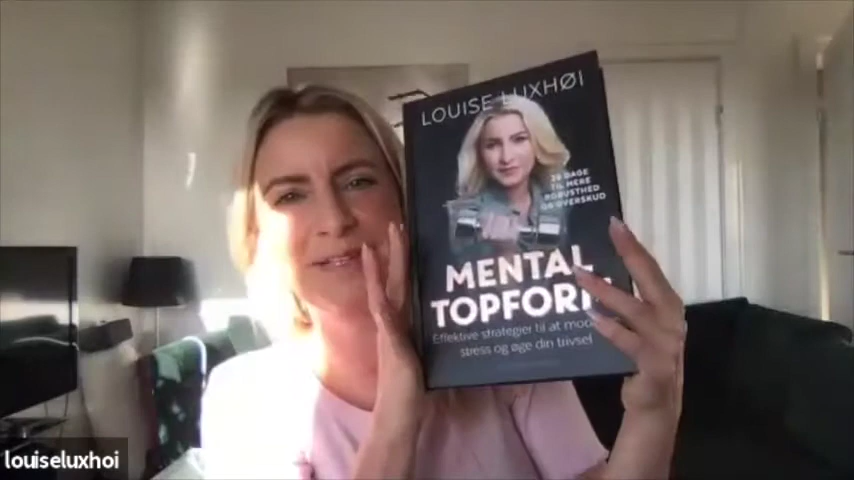 LOUISE LUXHØI
28 DAGE
TIL MERE
ROBUSTHED
OG OVERSKUD
MENTAL
Effektive strategier til at
stress og øge din trivsel
louiseluxhoi